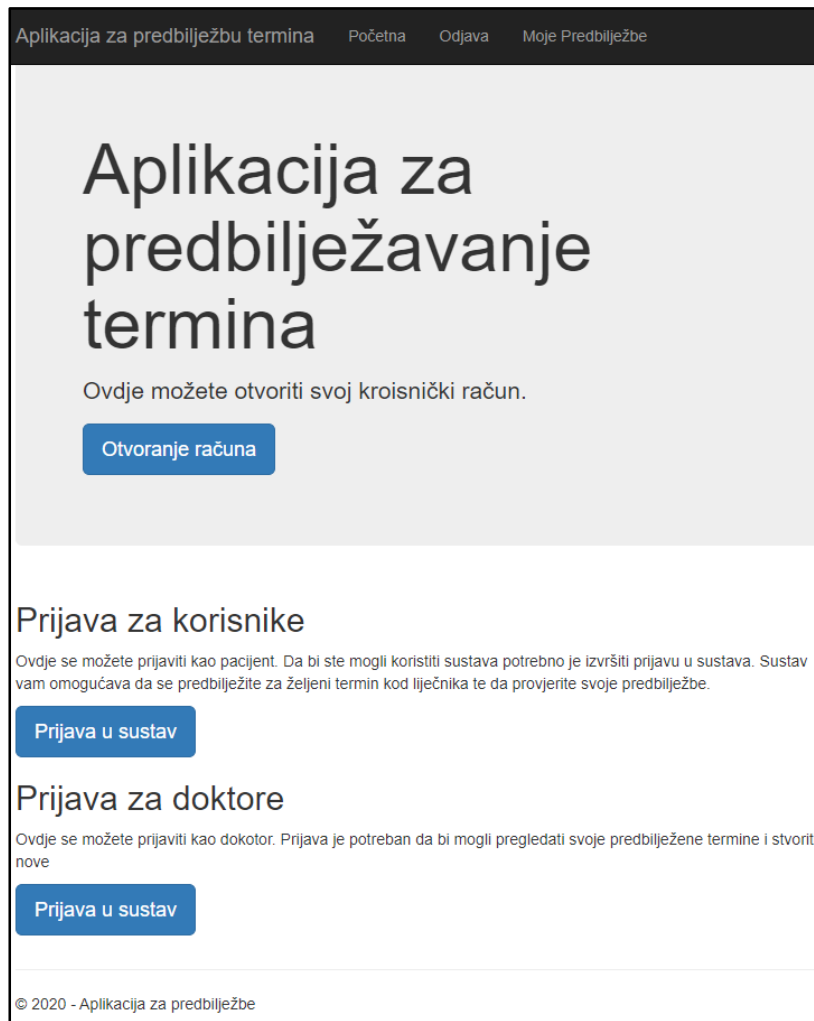 Aplikacija za predbilježbu termina Početna Odjava Moje Predbilježbe
Aplikacija za
predbilježavanje
termina
Ovdje možete otvoriti svoj kroisnički račun.
Otvoranje računa
Prijava za korisnike
Ovdje se možete prijaviti kao pacijent. Da bi ste mogli koristiti sustava potrebno je izvršiti prijavu u sustava. Sustav
vam omogućava da se predbilježite za željeni termin kod liječnika te da provjerite svoje predbilježbe.
Prijava u sustav
Prijava za doktore
Ovdje se možete prijaviti kao dokotor. Prijava je potreban da bi mogli pregledati svoje predbilježene termine i stvorit
nove
Prijava u sustav
© 2020 - Aplikacija za predbilježbe